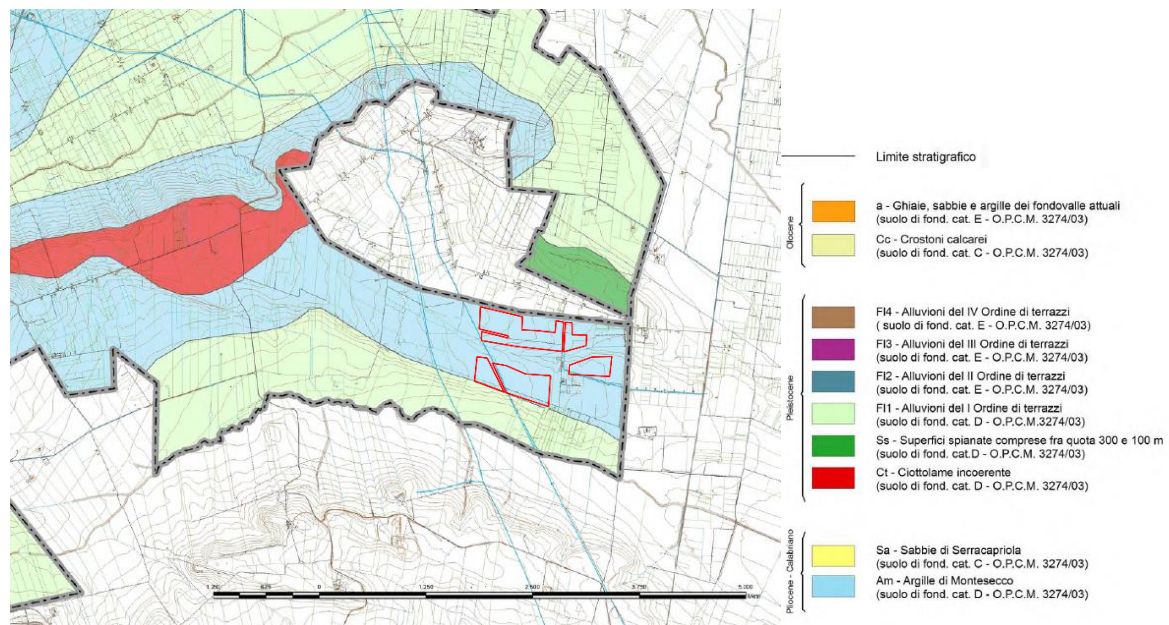 Limite stratigrafico
Olocene
a - Ghiaie, sabbie e argille dei fondovalle attuali
(suolo di fond. cat. E - O.P.C.M. 3274/03)
Cc - Crostoni calcarei
(suolo di fond. cat. C - O.P.C.M. 3274/03)
Pleistocene
Fl4 - Alluvioni del IV Ordine di terrazzi
( suolo di fond. cat. E - O.P.C.M. 3274/03)
Fl3 - Alluvioni del III Ordine di terrazzi
(suolo di fond. cat. E - O.P.C.M. 3274/03)
Fl2 - Alluvioni del II Ordine di terrazzi
(suolo di fond. cat. E - O.P.C.M. 3274/03)
Fl1 - Alluvioni del I Ordine di terrazzi
(suolo di fond. cat. D - O.P.C.M.3274/03)
Ss - Superfici spianate comprese fra quota 300 e 100 m
(suolo di fond. cat.D - O.P.C.M. 3274/03)
Ct - Ciottolame incoerente
(suolo di fond. cat. D - O.P.C.M. 3274/03)
Pliocene - Calabriano
Sa - Sabbie di Serracapriola
(suolo di fond. cat. C - O.P.C.M. 3274/03)
Am - Argille di Montesecco
(suolo di fond. cat. D - O.P.C.M. 3274/03)
1.250 625 0 1.250 2.500 3.750 5.000